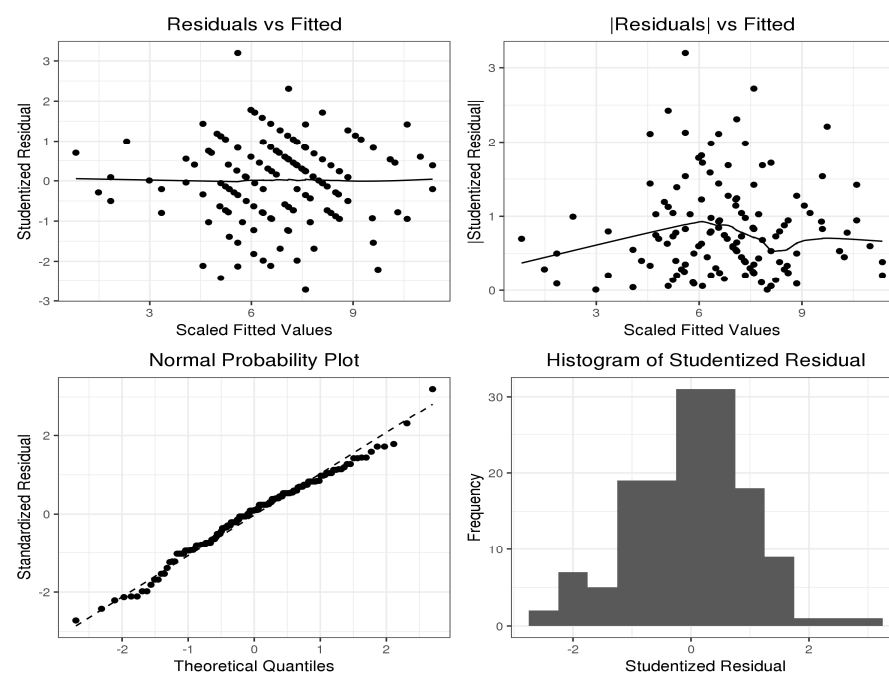 Residuals vs Fitted
Studentized Residual
3
2
1
0
-1
-2
-3
3
6
9
Scaled Fitted Values
|Residuals| vs Fitted
|Studentized Residual|
3
2
1
0
3
6
9
Scaled Fitted Values
Normal Probability Plot
Standardized Residual
2
0
-2
-2
-1
0
1
2
Theoretical Quantiles
Histogram of Studentized Residual
Frequency
30
20
10
0
-2
0
2
Studentized Residual